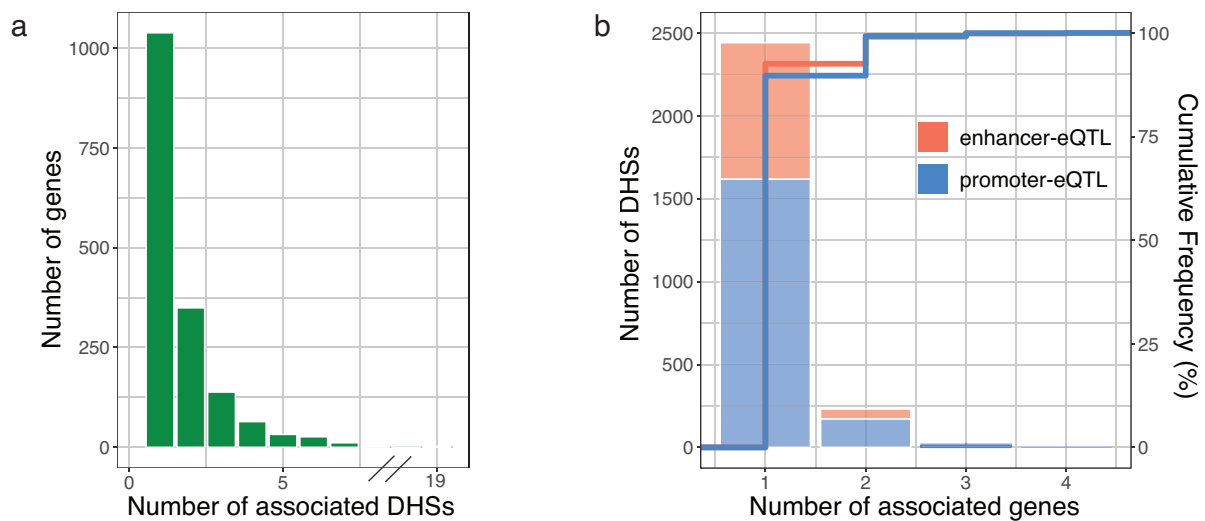 a
Number of genes
1000
750
500
250
0
0
5
19
Number of associated DHSs
b
Number of DHSs
2500
2000
1500
1000
500
0
enhancer-eQTL
promoter-eQTL
100
75
50
25
0
Cumulative Frequency (%)
1
2
3
4
Number of associated genes